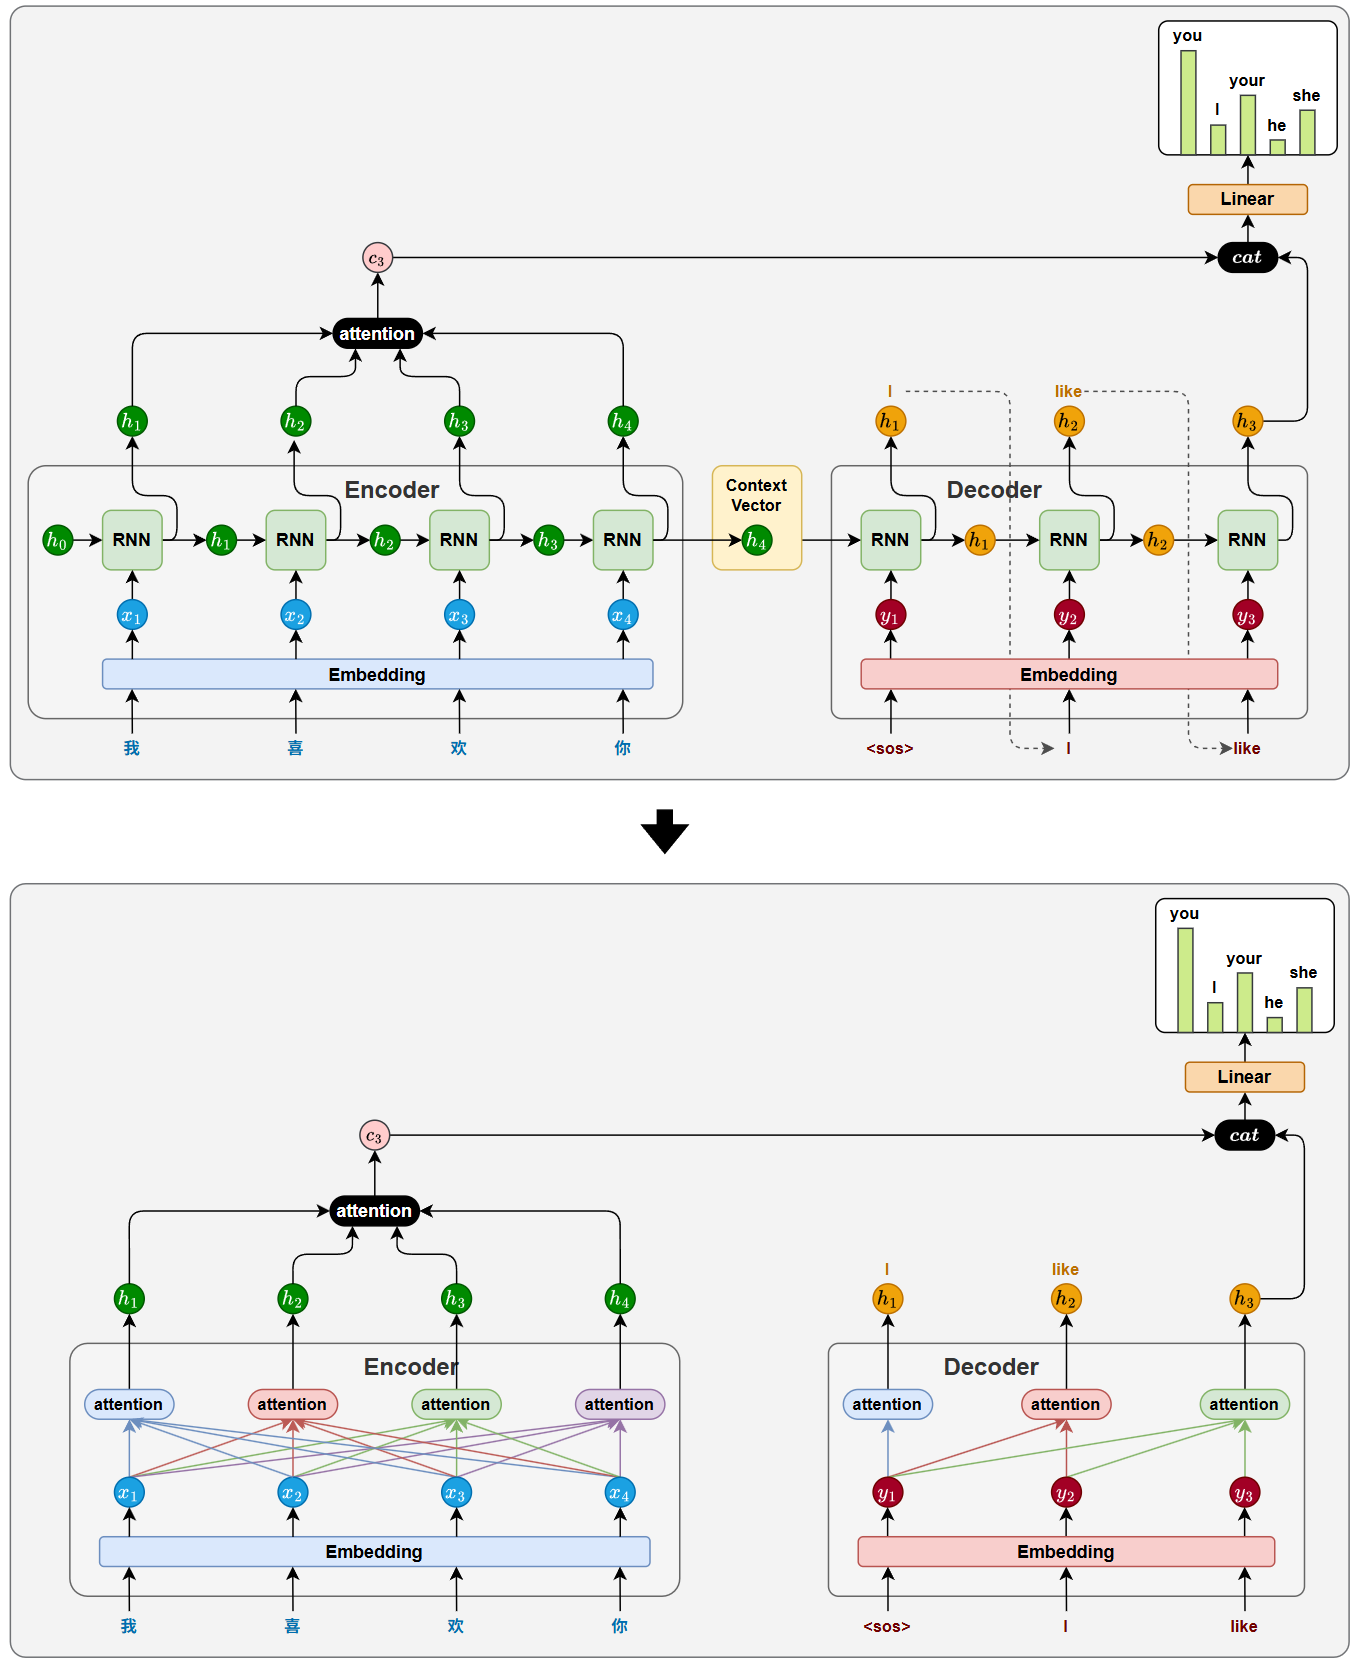 you
your
she
I
he
Linear
c₃
cat
attention
I
like
h₁
h₂
h₃
h₄
h₁
h₂
h₃
Encoder
Context
Vector
Decoder
h₀
RNN
h₁
RNN
h₂
RNN
h₃
RNN
h₄
RNN
h₁
RNN
h₂
RNN
x₁
x₂
x₃
x₄
y₁
y₂
y₃
Embedding
Embedding
我
喜
欢
你
<sos>
I
like
you
your
she
I
he
Linear
c₃
cat
attention
I
like
h₁
h₂
h₃
h₄
h₁
h₂
h₃
Encoder
Decoder
attention
attention
attention
attention
attention
attention
attention
x₁
x₂
x₃
x₄
y₁
y₂
y₃
Embedding
Embedding
我
喜
欢
你
<sos>
I
like